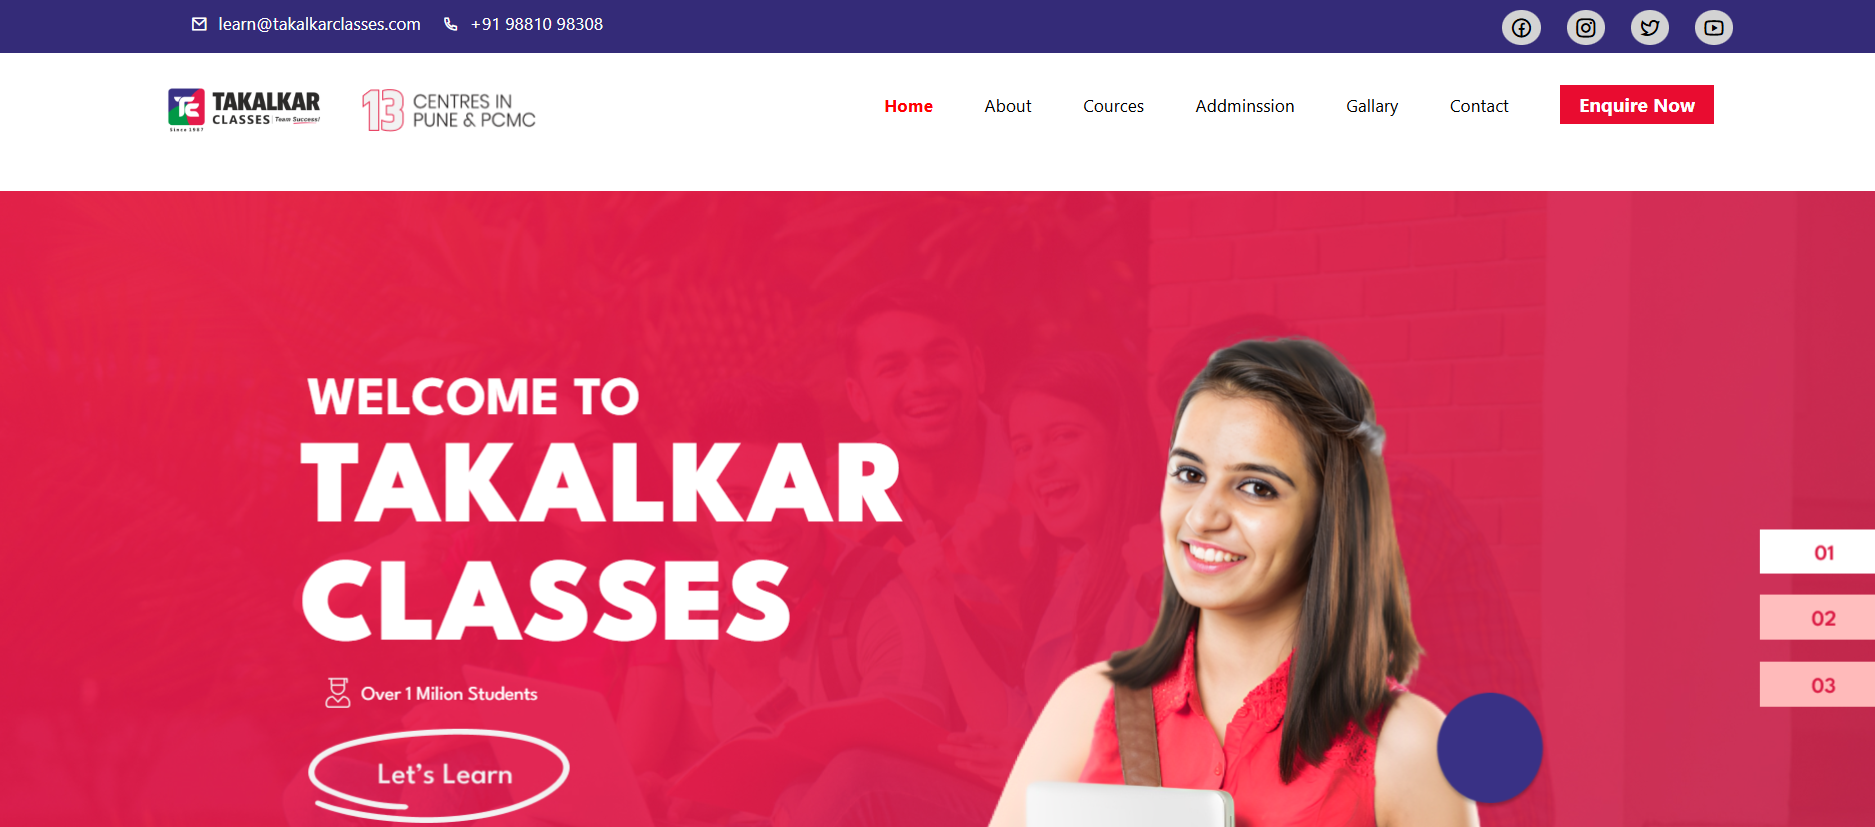 learn@takalkarclasses.com +91 98810 98308
TAKALKAR
CLASSES Team Success!
Since 1987
13 CENTRES IN
PUNE & PCMC
Home About Cources Addminssion Gallary Contact Enquire Now
WELCOME TO
TAKALKAR
CLASSES
Over 1 Milion Students
Let's Learn
01
02
03